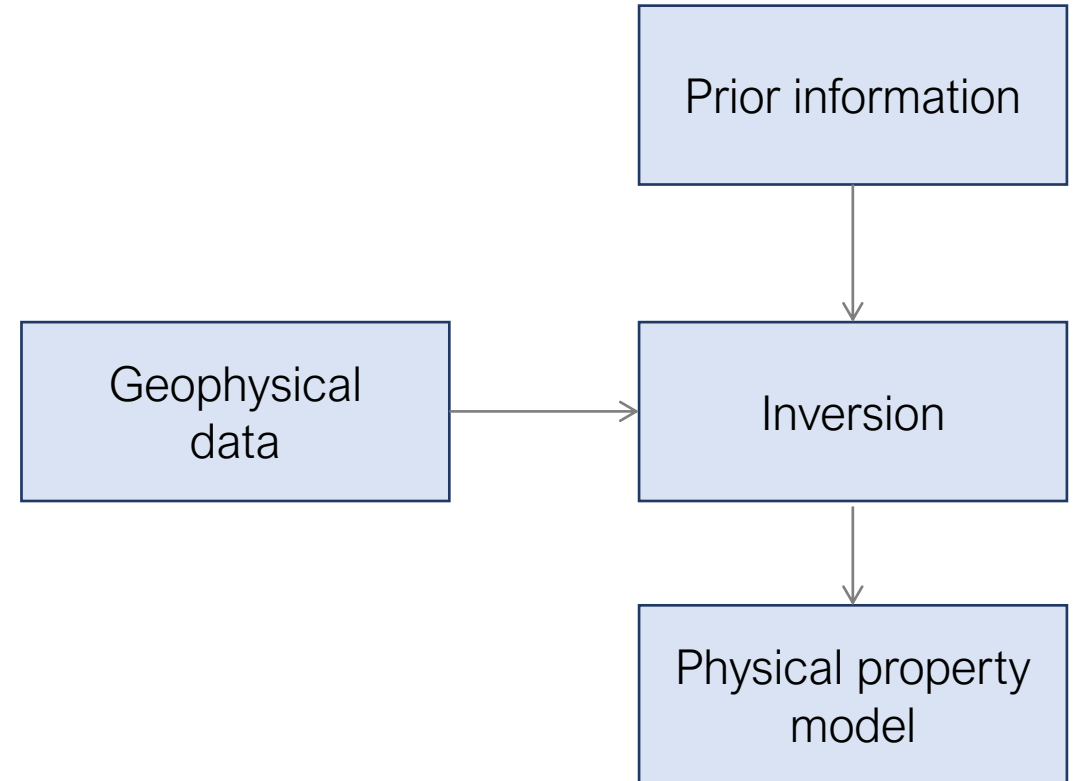 Prior information
Geophysical
data
Inversion
Physical property
model